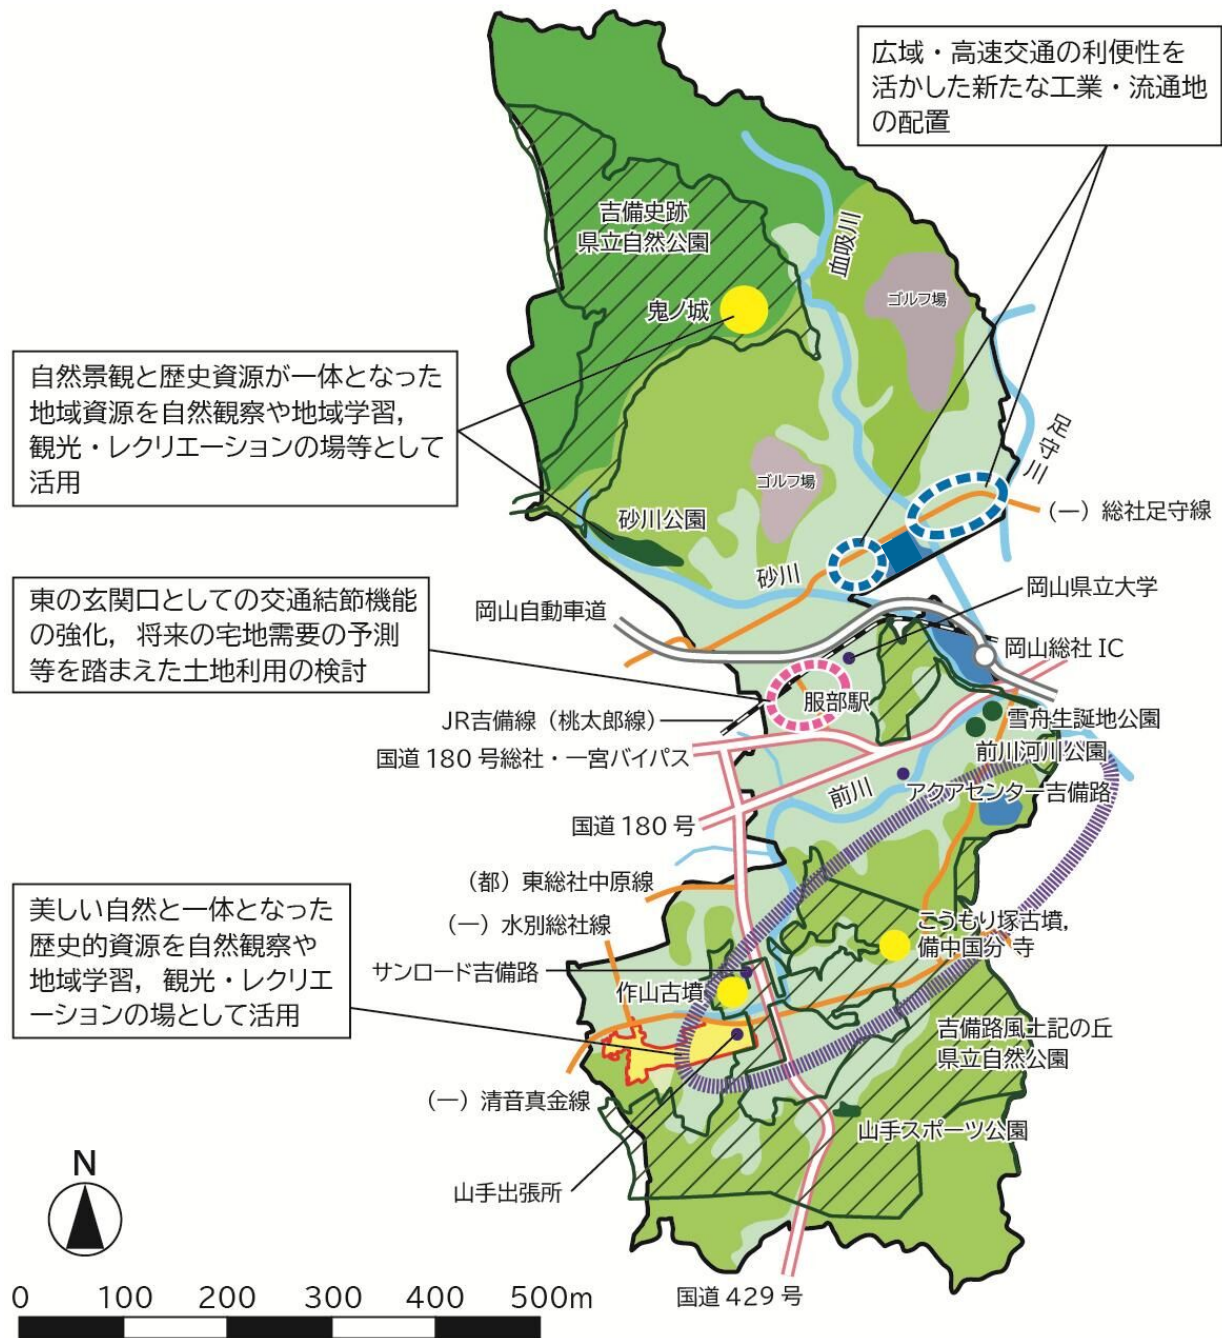 広域・高速交通の利便性を
活かした新たな工業・流通地
の配置
吉備史跡
県立自然公園
血吸川
ゴルフ場
鬼ノ城
自然景観と歴史資源が一体となった
地域資源を自然観察や地域学習，
観光・レクリエーションの場等として
活用
足守川
ゴルフ場
砂川公園
（一）総社足守線
砂川
東の玄関口としての交通結節機能
の強化，将来の宅地需要の予測
等を踏まえた土地利用の検討
岡山自動車道
岡山県立大学
岡山総社 IC
服部駅
JR吉備線（桃太郎線）
雪舟生誕地公園
国道 180 号総社・一宮バイパス
前川河川公園
前川
アクアセンター吉備路
国道 180 号
（都）東総社中原線
美しい自然と一体となった
歴史的資源を自然観察や
地域学習，観光・レクリエ
ーションの場として活用
（一）水別総社線
こうもり塚古墳，
備中国分 寺
サンロード吉備路
作山古墳
吉備路風土記の丘
県立自然公園
（一）清音真金線
山手スポーツ公園
N
山手出張所
国道 429 号
0 100 200 300 400 500m